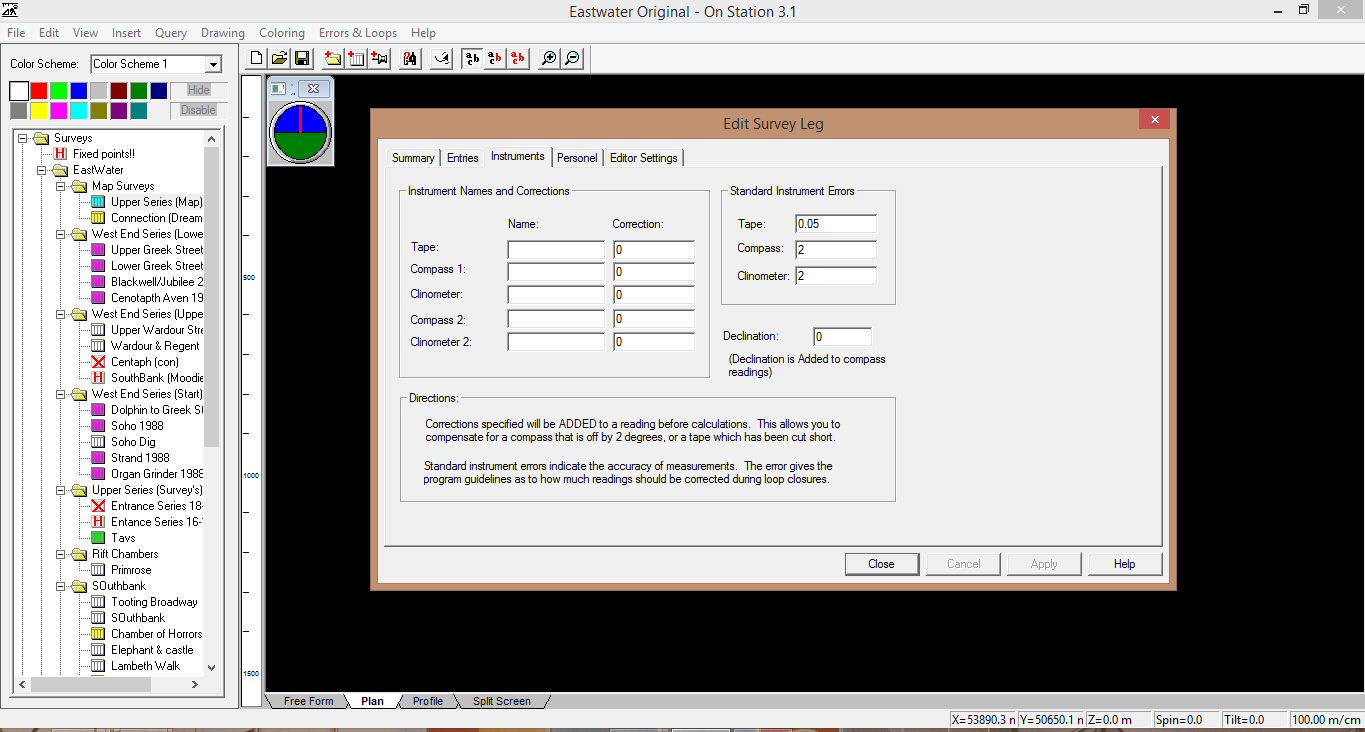 Eastwater Original - On Station 3.1
File Edit View Insert Query Drawing Coloring Errors & Loops Help
Color Scheme: Color Scheme 1
Hide
Disable
Surveys
Fixed points!!
EastWater
Map Surveys
Upper Series (Map)
Connection (Dream
West End Series (Lowe
Upper Greek Street
Lower Greek Street
Blackwell/Jubilee 2
Cenotapth Aven 19
West End Series (Uppe
Upper Wardour Stre
Wardour & Regent
Centaph (con)
SouthBank (Moodie
West End Series (Start)
Dolphin to Greek St
Soho 1988
Soho Dig
Strand 1988
Organ Grinder 1988
Upper Series (Survey's)
Entrance Series 18-
Entance Series 16-
Tavs
Rift Chambers
Primrose
SOuthbank
Tooting Broadway
SOuthbank
Chamber of Horrors
Elephant & castle
Lambeth Walk
a•b a•b a•b
500
1000
1500
Edit Survey Leg
Summary Entries Instruments Personel Editor Settings
Instrument Names and Corrections
Name: Correction:
Tape: 0
Compass 1: 0
Clinometer: 0
Compass 2: 0
Clinometer 2: 0
Standard Instrument Errors
Tape: 0.05
Compass: 2
Clinometer: 2
Declination: 0
(Declination is Added to compass
readings)
Directions:
Corrections specified will be ADDED to a reading before calculations. This allows you to
compensate for a compass that is off by 2 degrees, or a tape which has been cut short.
Standard instrument errors indicate the accuracy of measurements. The error gives the
program guidelines as to how much readings should be corrected during loop closures.
Close Cancel Apply Help
Free Form Plan Profile Split Screen
X=53890.3 n Y=50650.1 n Z=0.0 m Spin=0.0 Tilt=0.0 100.00 m/cm